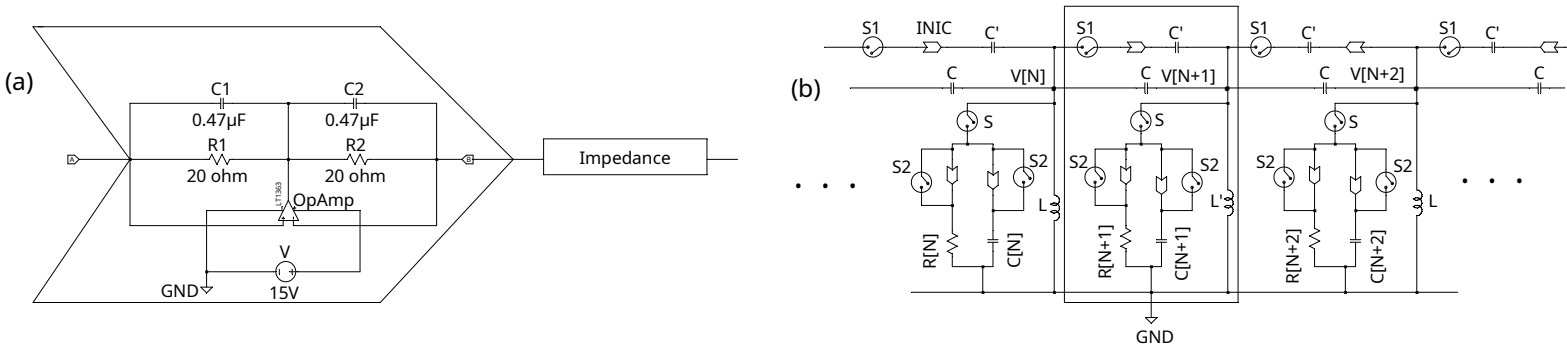 (a)
C1
C2
0.47µF
0.47µF
R1
R2
20 ohm
20 ohm
A
B
LT1363
OpAmp
V
15V
GND
Impedance
(b)
S1
INIC
C'
S1
C'
S1
C'
S1
C'
C
V[N]
C
V[N+1]
C
V[N+2]
C
S
S
S
S2
S2
S2
S2
S2
S2
. . .
. . .
L
L'
L
R[N]
C[N]
R[N+1]
C[N+1]
R[N+2]
C[N+2]
GND